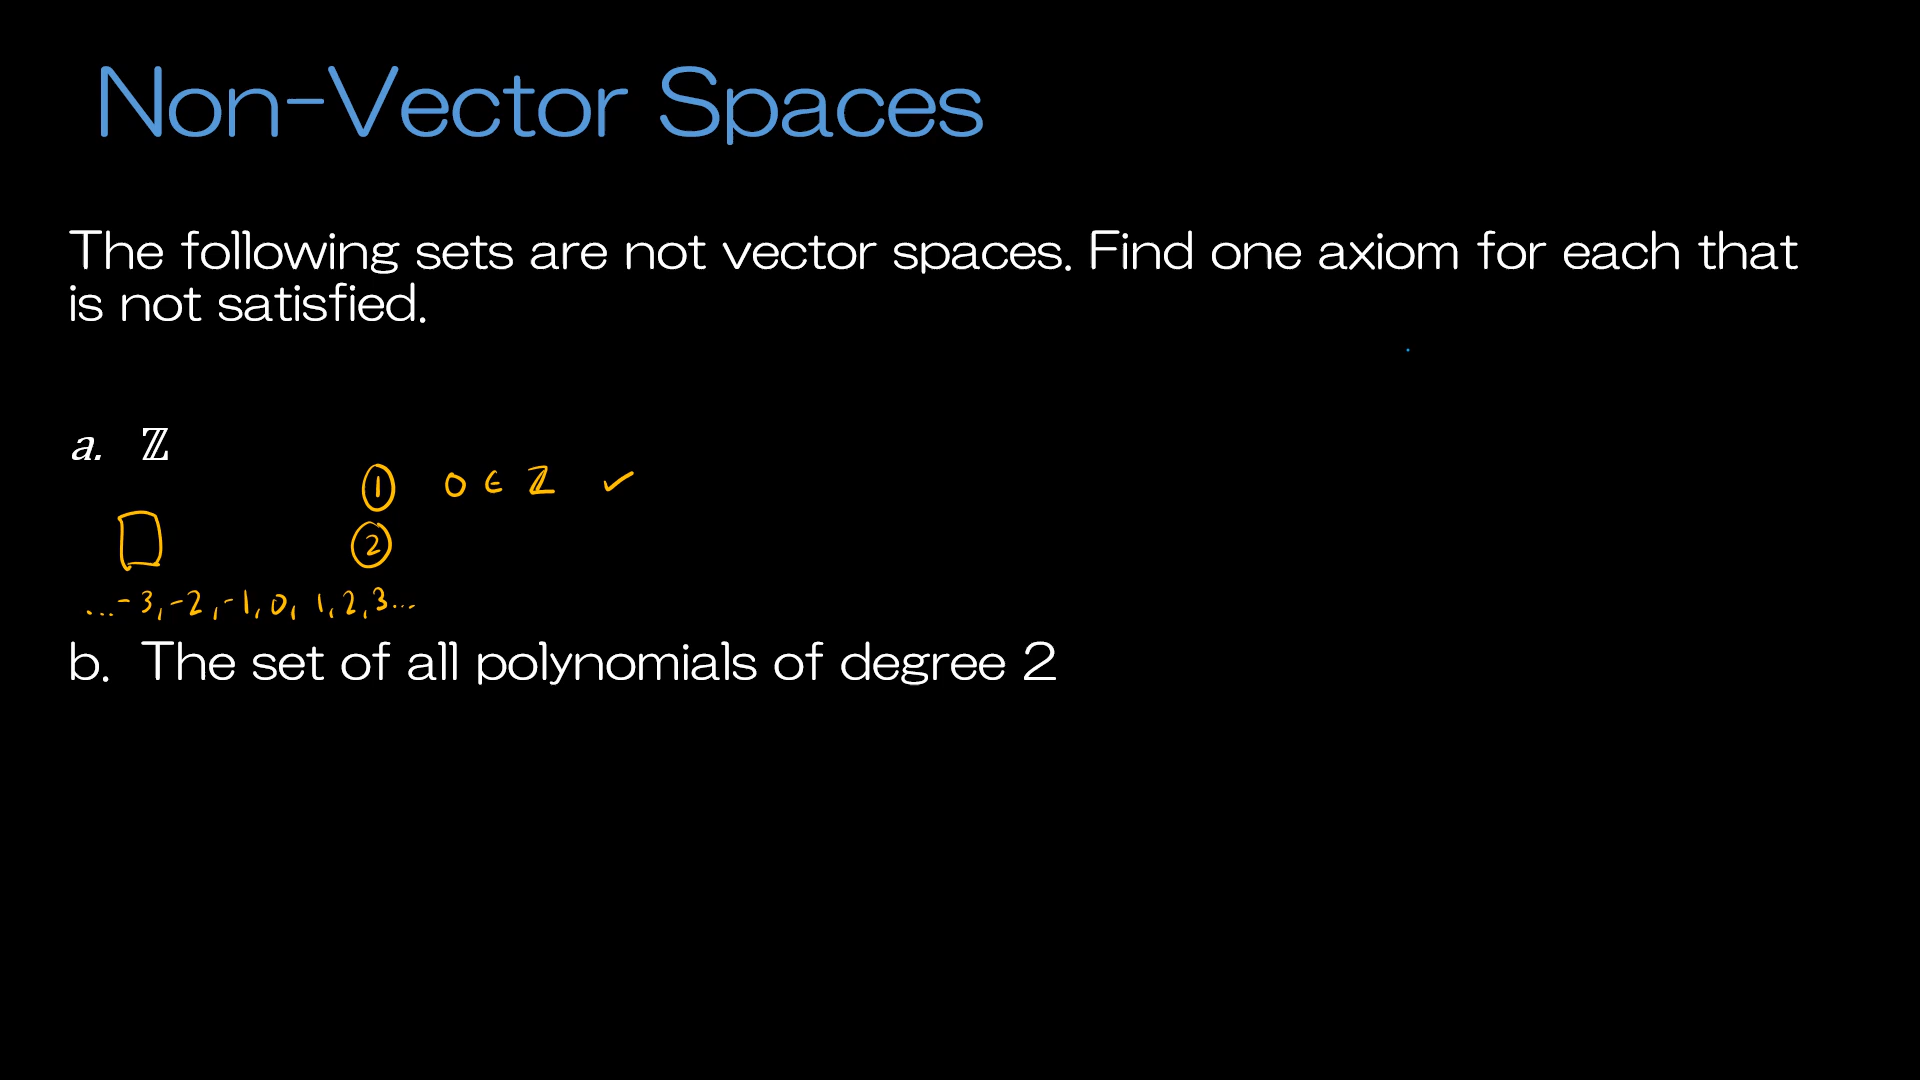 Non-Vector Spaces
The following sets are not vector spaces. Find one axiom for each that
is not satisfied.
a. ℤ
① 0 ∈ ℤ ✓
②
...-3,-2,-1,0, 1,2,3...
b. The set of all polynomials of degree 2